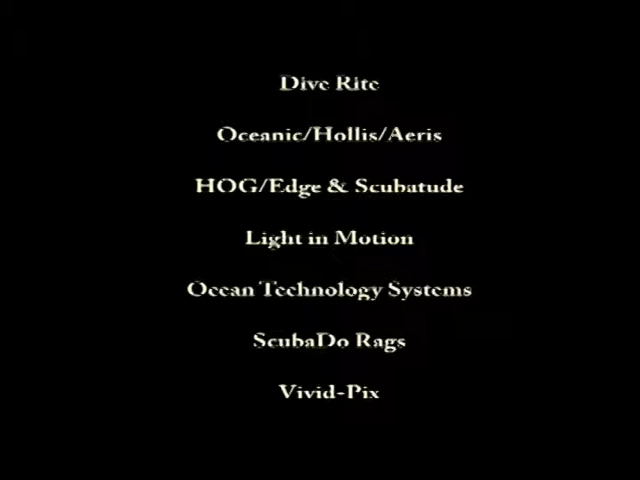 Dive Rite
Oceanic/Hollis/Aeris
HOG/Edge & Scubatude
Light in Motion
Ocean Technology Systems
ScubaDo Rags
Vivid-Pix